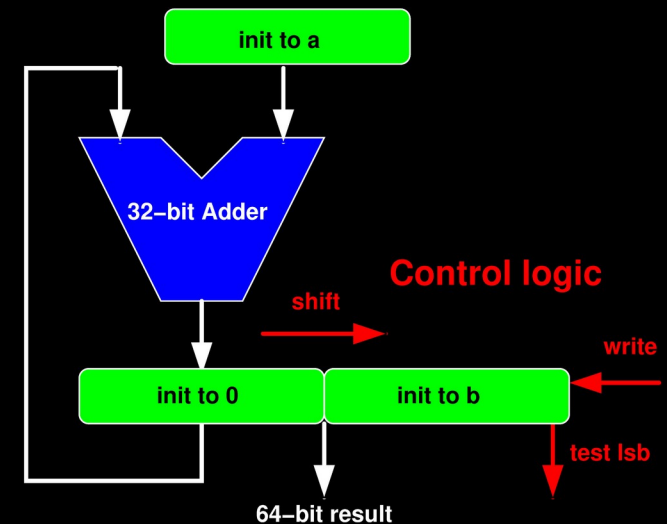 init to a
32−bit Adder
Control logic
shift
write
init to 0
init to b
test lsb
64−bit result